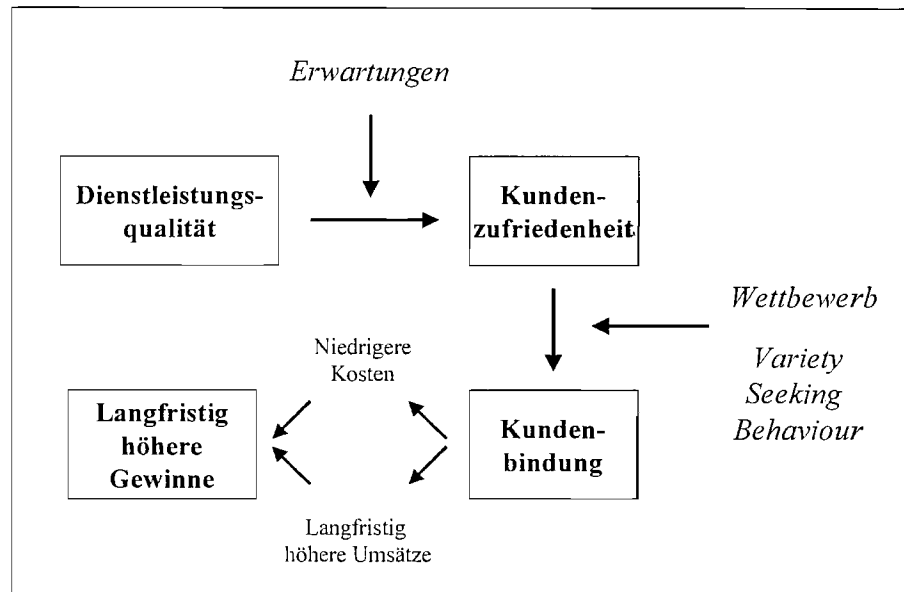 Erwartungen
Dienstleistungs-
qualität
Kunden-
zufriedenheit
Wettbewerb
Variety
Seeking
Behaviour
Niedrigere
Kosten
Langfristig
höhere
Gewinne
Kunden-
bindung
Langfristig
höhere Umsätze